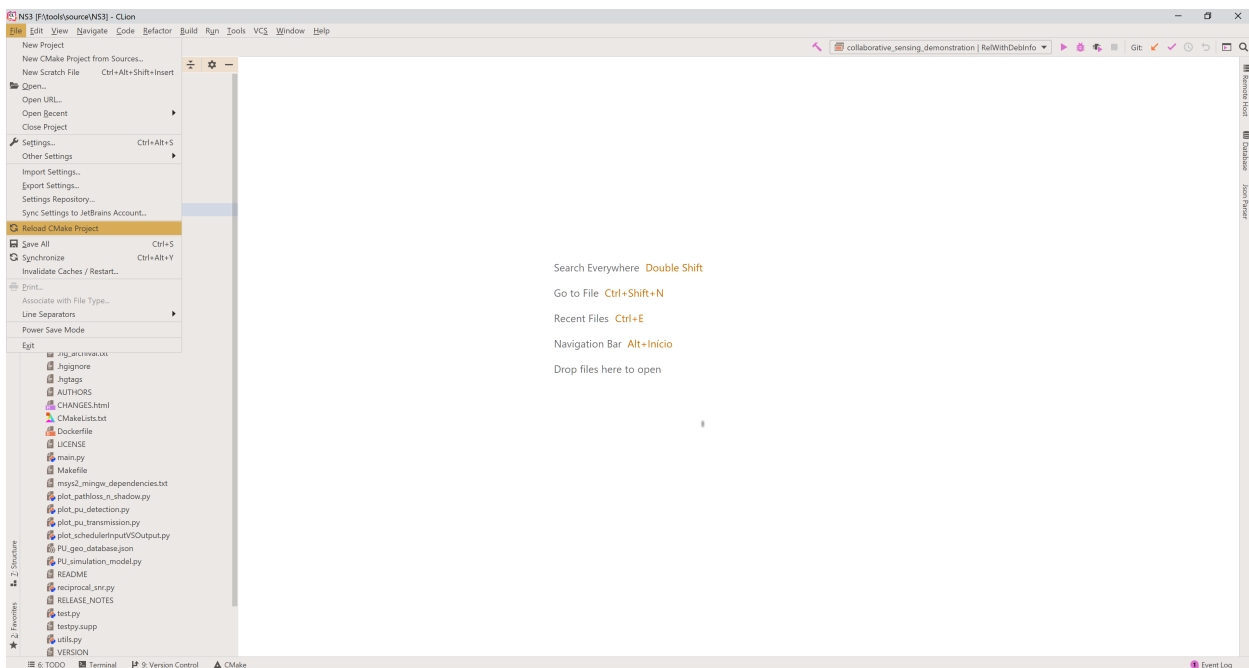 NS3 [F:\tools\source\NS3] - CLion
File Edit View Navigate Code Refactor Build Run Tools VCS Window Help
collaborative_sensing_demonstration | RelWithDebInfo
Git:
New Project
New CMake Project from Sources...
New Scratch File Ctrl+Alt+Shift+Insert
Open...
Open URL...
Open Recent
Close Project
Settings... Ctrl+Alt+S
Other Settings
Import Settings...
Export Settings...
Settings Repository...
Sync Settings to JetBrains Account...
Reload CMake Project
Save All Ctrl+S
Synchronize Ctrl+Alt+Y
Invalidate Caches / Restart...
Print...
Associate with File Type...
Line Separators
Power Save Mode
Exit
.hg_archival.txt
.hgignore
.hgtags
AUTHORS
CHANGES.html
CMakeLists.txt
Dockerfile
LICENSE
main.py
Makefile
msys2_mingw_dependencies.txt
plot_pathloss_n_shadow.py
plot_pu_detection.py
plot_pu_transmission.py
plot_schedulerInputVSOutput.py
PU_geo_database.json
PU_simulation_model.py
README
reciprocal_snr.py
RELEASE_NOTES
test.py
testpy.supp
utils.py
VERSION
Z: Structure
2: Favorites
Search Everywhere Double Shift
Go to File Ctrl+Shift+N
Recent Files Ctrl+E
Navigation Bar Alt+Início
Drop files here to open
Remote Host
Database
Json Parser
6: TODO Terminal 9: Version Control CMake
1 Event Log